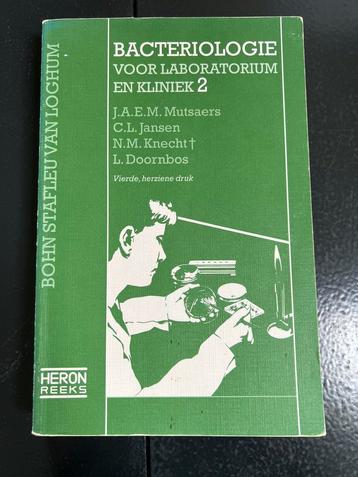 BACTERIOLOGIE
VOOR LABORATORIUM
EN KLINIEK 2
J.A.E.M. Mutsaers
C.L. Jansen
N.M. Knecht †
L. Doornbos
Vierde, herziene druk
BOHN STAFLEU VAN LOGHUM
HERON
REEKS